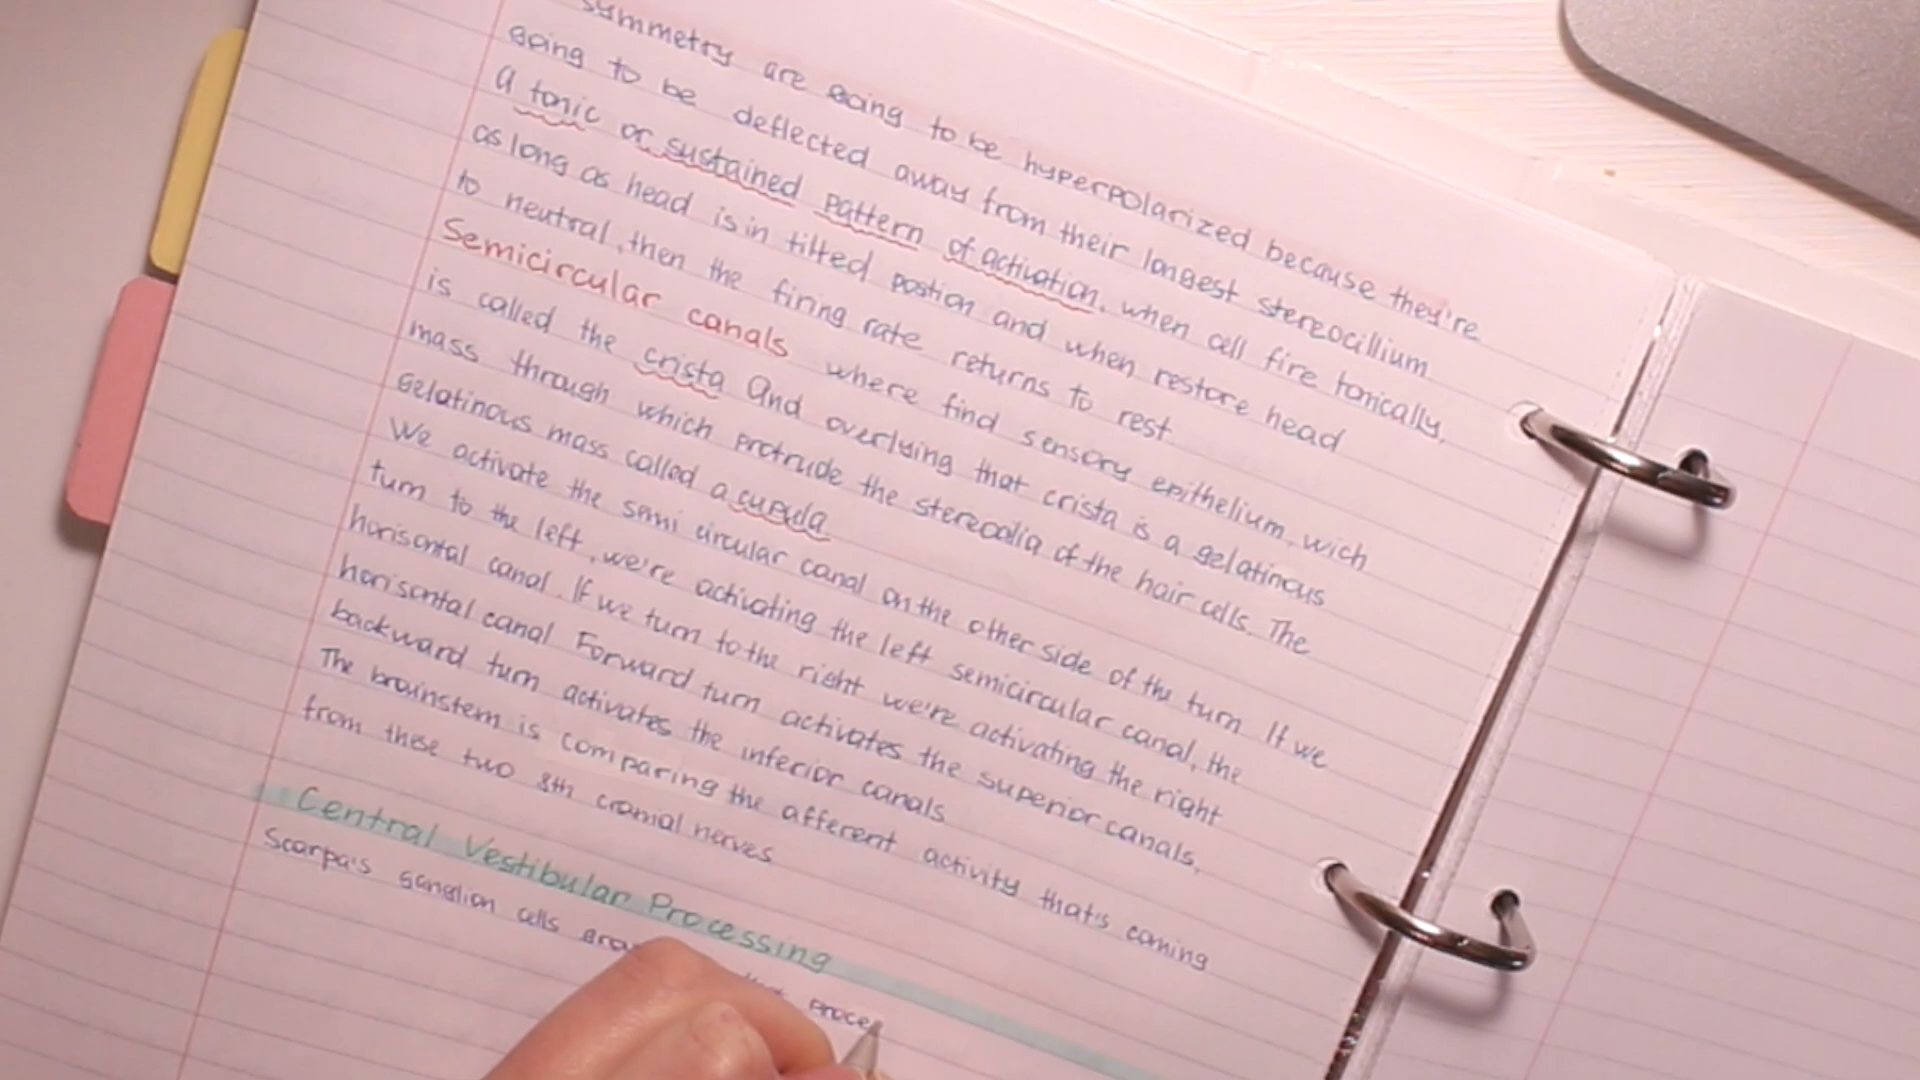 symmetry are going to be hyperpolarized because they're
going to be deflected away from their longest stereocillium
A tonic or sustained pattern of activation, when cell fire tonically,
as long as head is in tilted postion and when restore head
to neutral, then the firing rate returns to rest
Semicircular canals where find sensory epithelium, wich
is called the crista and overlying that crista is a gelatinous
mass through which protrude the stereocilia of the hair cells. The
gelatinous mass called a cupula
We activate the semi circular canal on the other side of the turn. If we
turn to the left, we're activating the left semicircular canal, the
horisontal canal. If we turn to the right we're activating the right
horisontal canal Forward turn activates the superior canals,
backward turn activates the inferior canals
The brainstem is comparing the afferent activity that's coming
from these two 8th cranial nerves
Central Vestibular Processing
Scarpa's ganglion cells